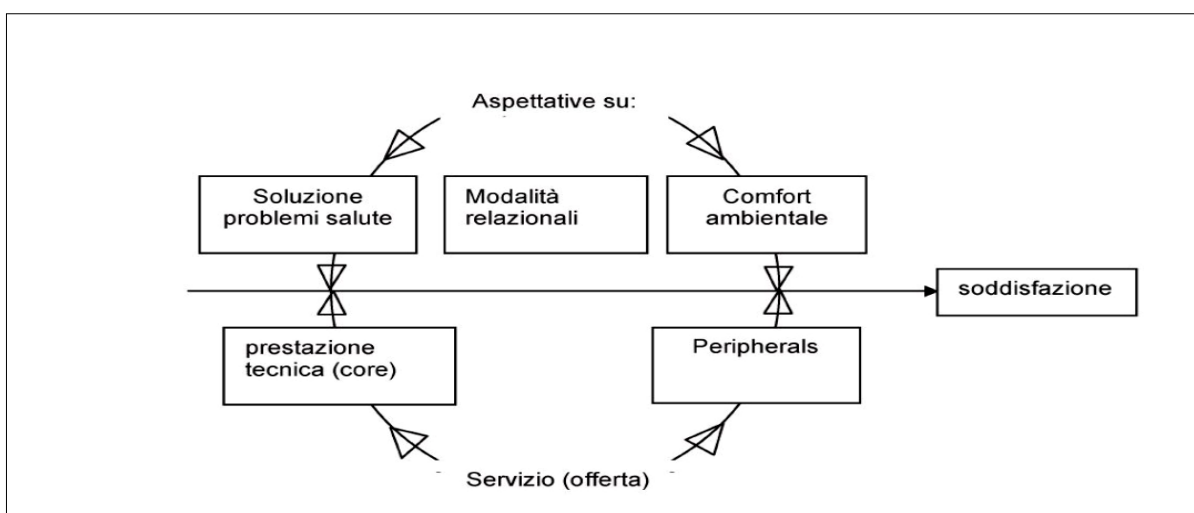 Aspettative su:
Soluzione
problemi salute
Modalità
relazionali
Comfort
ambientale
soddisfazione
prestazione
tecnica (core)
Peripherals
Servizio (offerta)